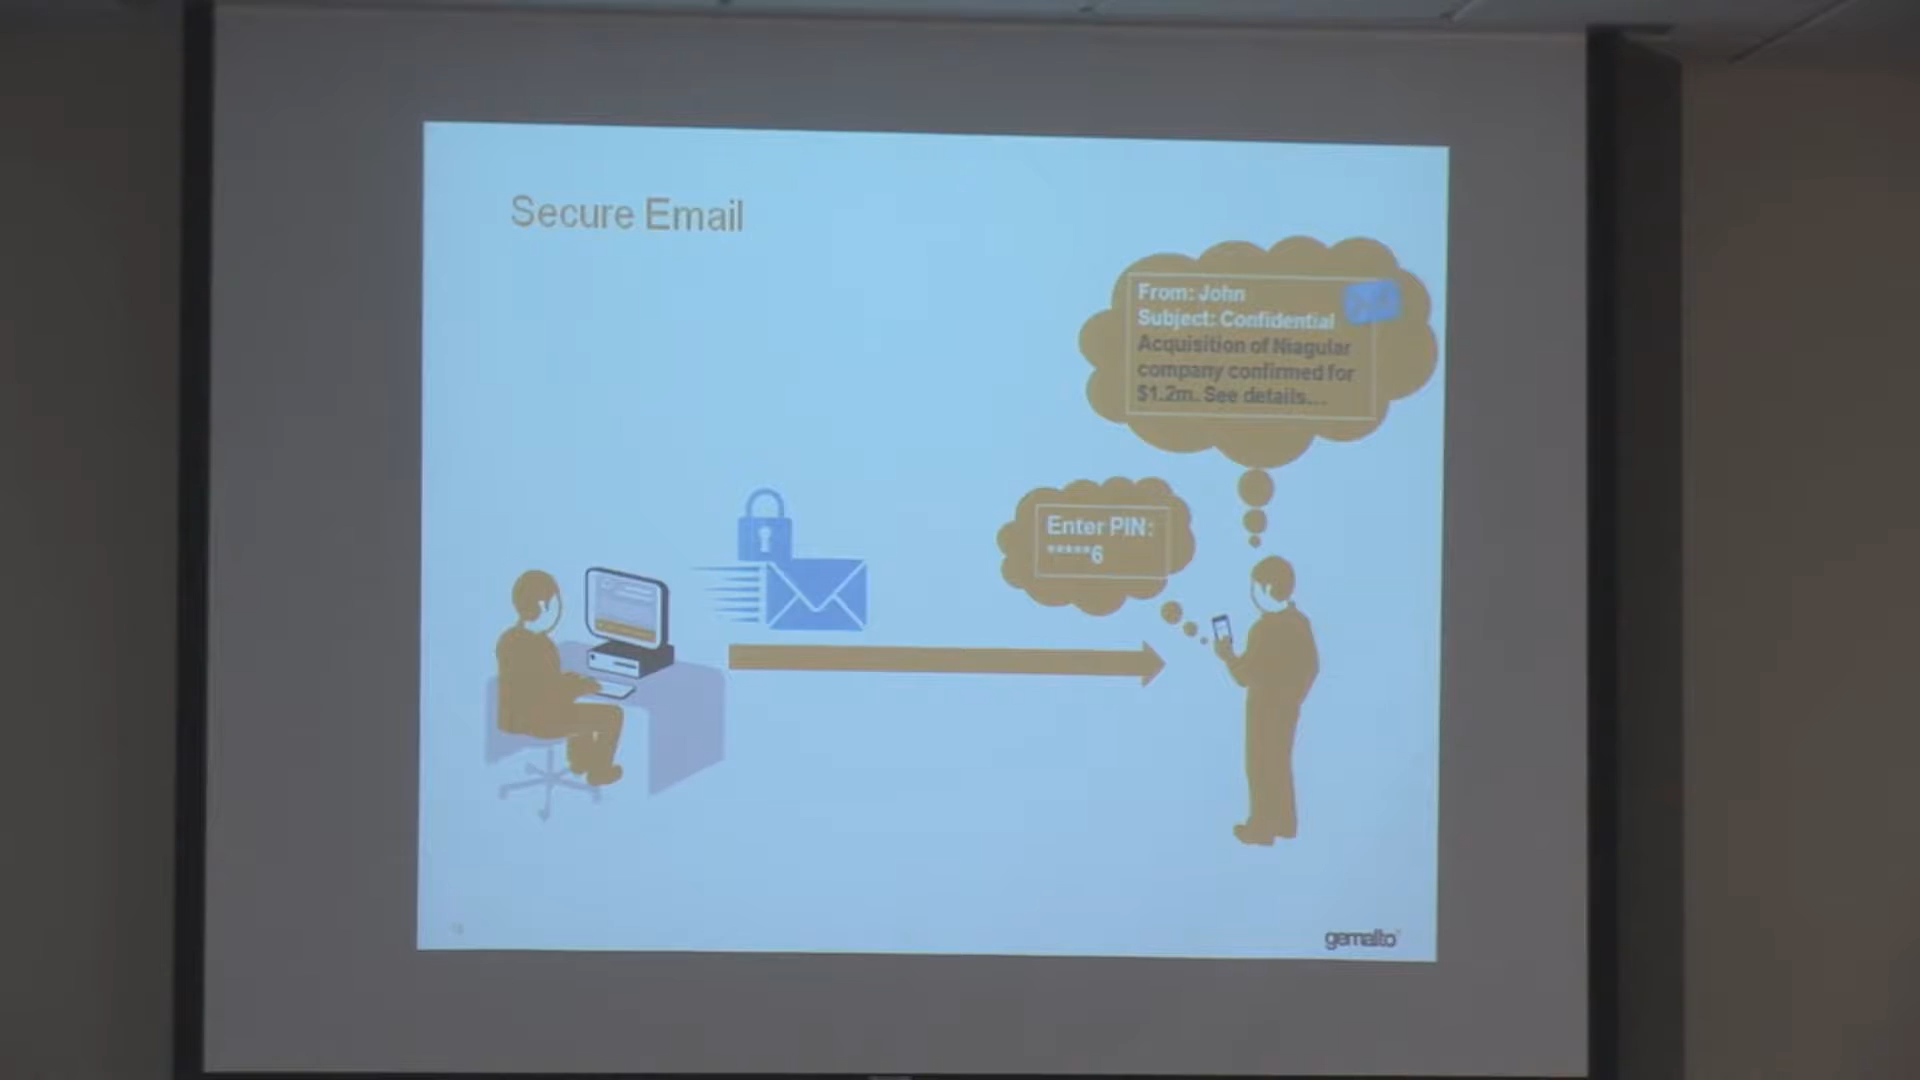 Secure Email
From: John
Subject: Confidential
Acquisition of Niagular
company confirmed for
$1.2m. See details...
Enter PIN:
*****6
gemalto